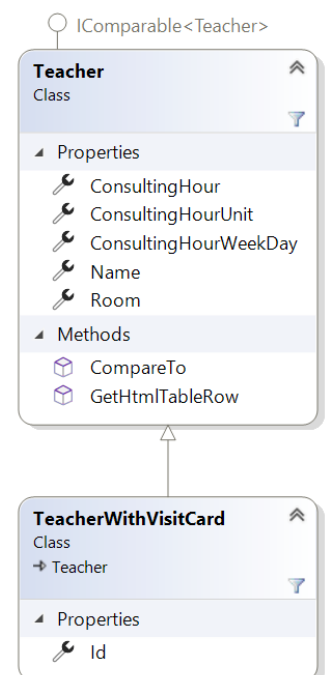 IComparable<Teacher>
Teacher
Class
Properties
ConsultingHour
ConsultingHourUnit
ConsultingHourWeekDay
Name
Room
Methods
CompareTo
GetHtmlTableRow
TeacherWithVisitCard
Class
Teacher
Properties
Id